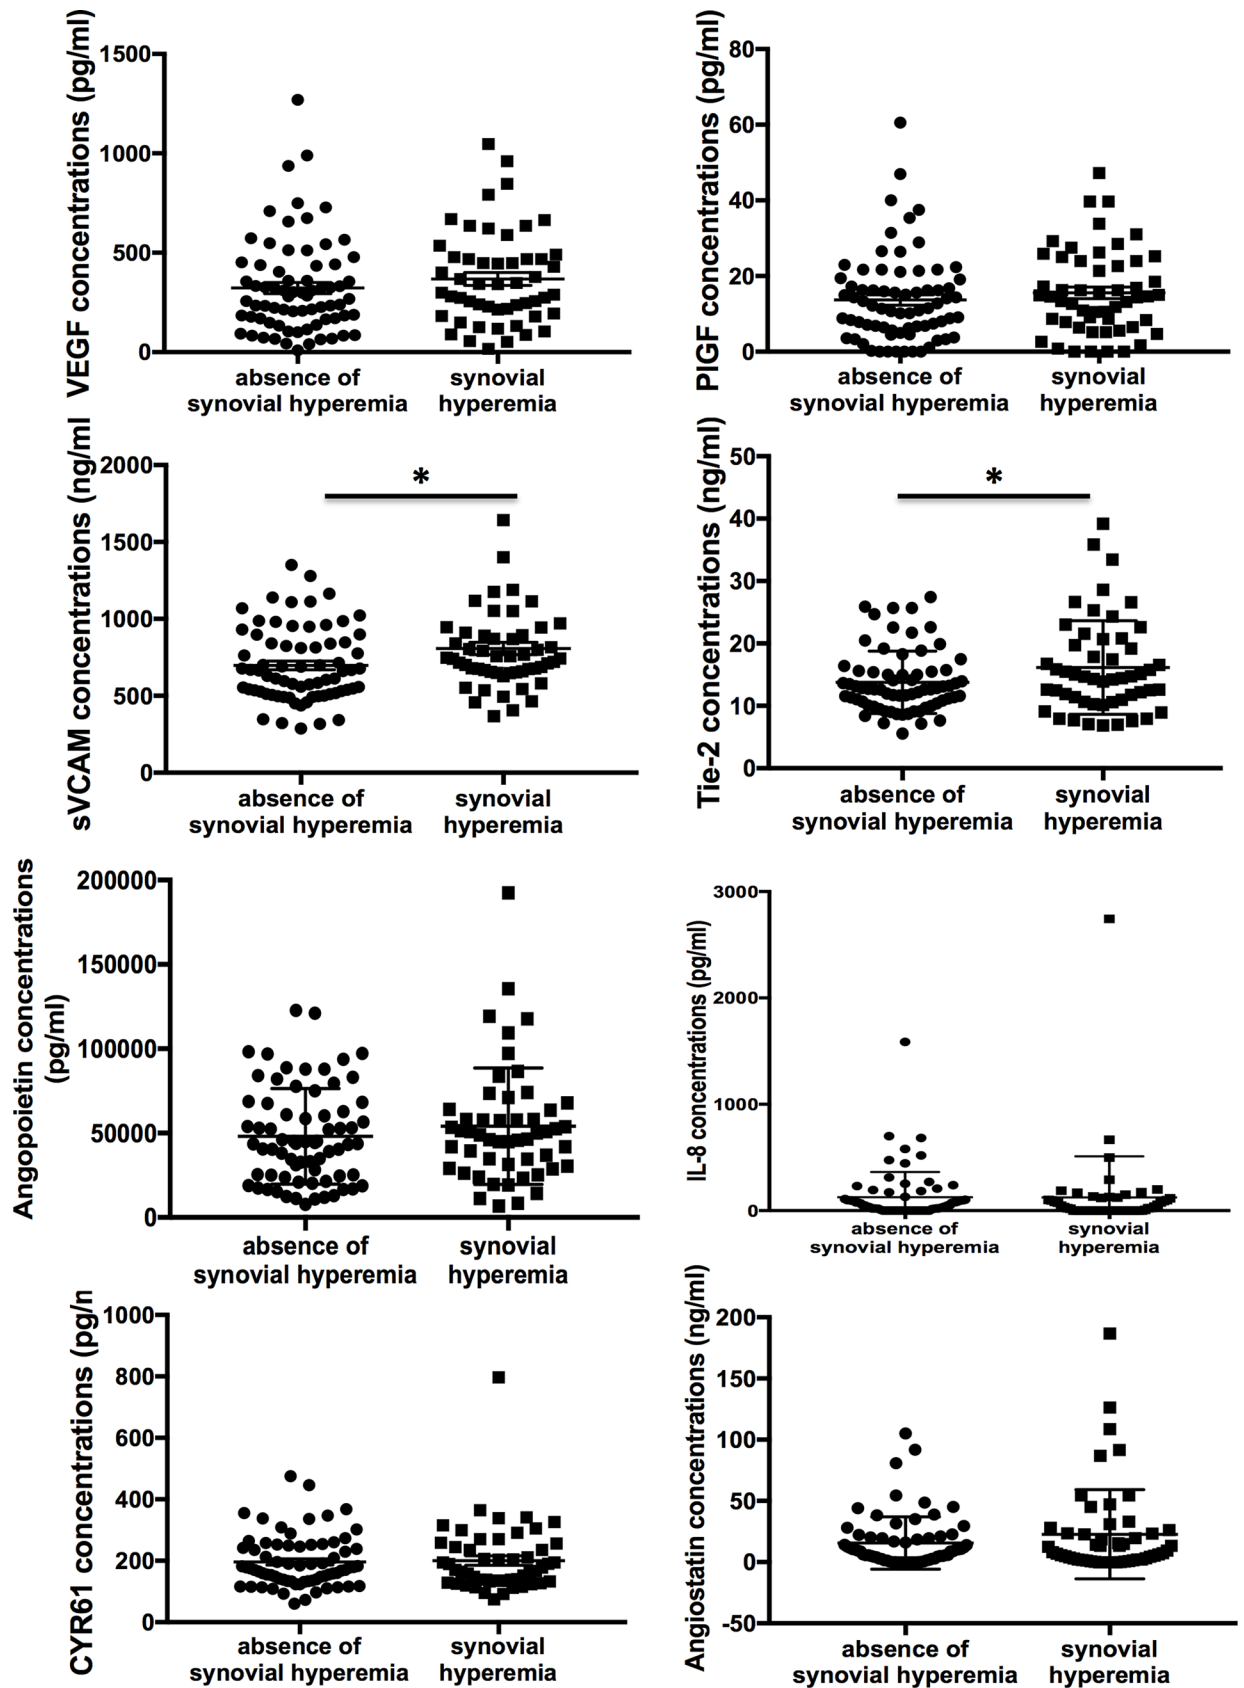 VEGF concentrations (pg/ml)
1500
1000
500
0
absence of
synovial hyperemia
synovial
hyperemia
PlGF concentrations (pg/ml)
80
60
40
20
0
absence of
synovial hyperemia
synovial
hyperemia
sVCAM concentrations (ng/ml
2000
1500
1000
500
0
*
absence of
synovial hyperemia
synovial
hyperemia
Tie-2 concentrations (ng/ml)
50
40
30
20
10
0
*
absence of
synovial hyperemia
synovial
hyperemia
Angopoietin concentrations
(pg/ml)
200000
150000
100000
50000
0
absence of
synovial hyperemia
synovial
hyperemia
IL-8 concentrations (pg/ml)
3000
2000
1000
0
absence of
synovial hyperemia
synovial
hyperemia
CYR61 concentrations (pg/n
1000
800
600
400
200
0
absence of
synovial hyperemia
synovial
hyperemia
Angiostatin concentrations (ng/ml)
200
150
100
50
0
-50
absence of
synovial hyperemia
synovial
hyperemia